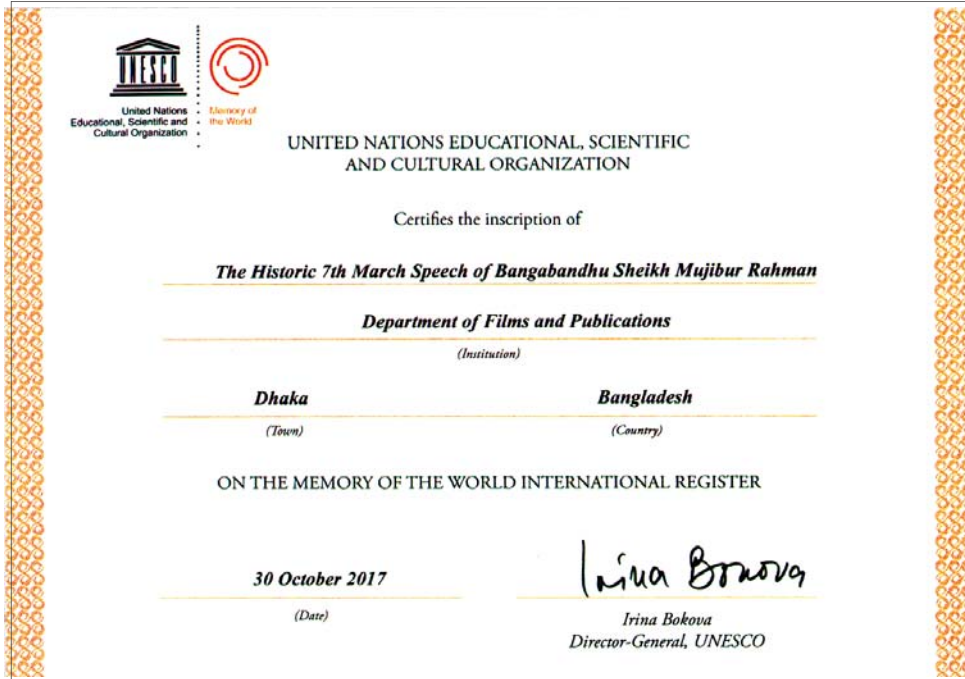 UNESCO
United Nations
Educational, Scientific and
Cultural Organization
Memory of
the World
UNITED NATIONS EDUCATIONAL, SCIENTIFIC
AND CULTURAL ORGANIZATION
Certifies the inscription of
The Historic 7th March Speech of Bangabandhu Sheikh Mujibur Rahman
Department of Films and Publications
(Institution)
Dhaka Bangladesh
(Town) (Country)
ON THE MEMORY OF THE WORLD INTERNATIONAL REGISTER
Irina Bokova
30 October 2017
(Date)
Irina Bokova
Director-General, UNESCO